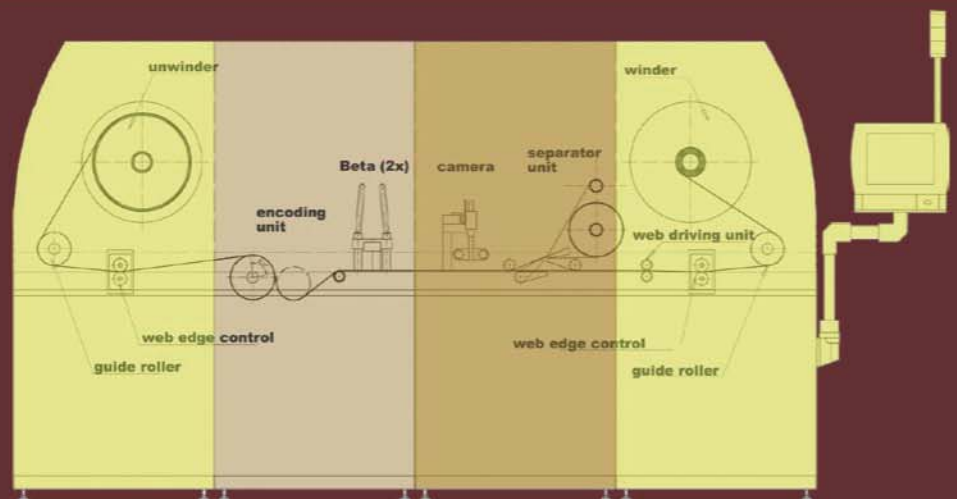 unwinder
winder
Beta (2x)
camera
separator
unit
encoding
unit
web driving unit
web edge control
web edge control
guide roller
guide roller